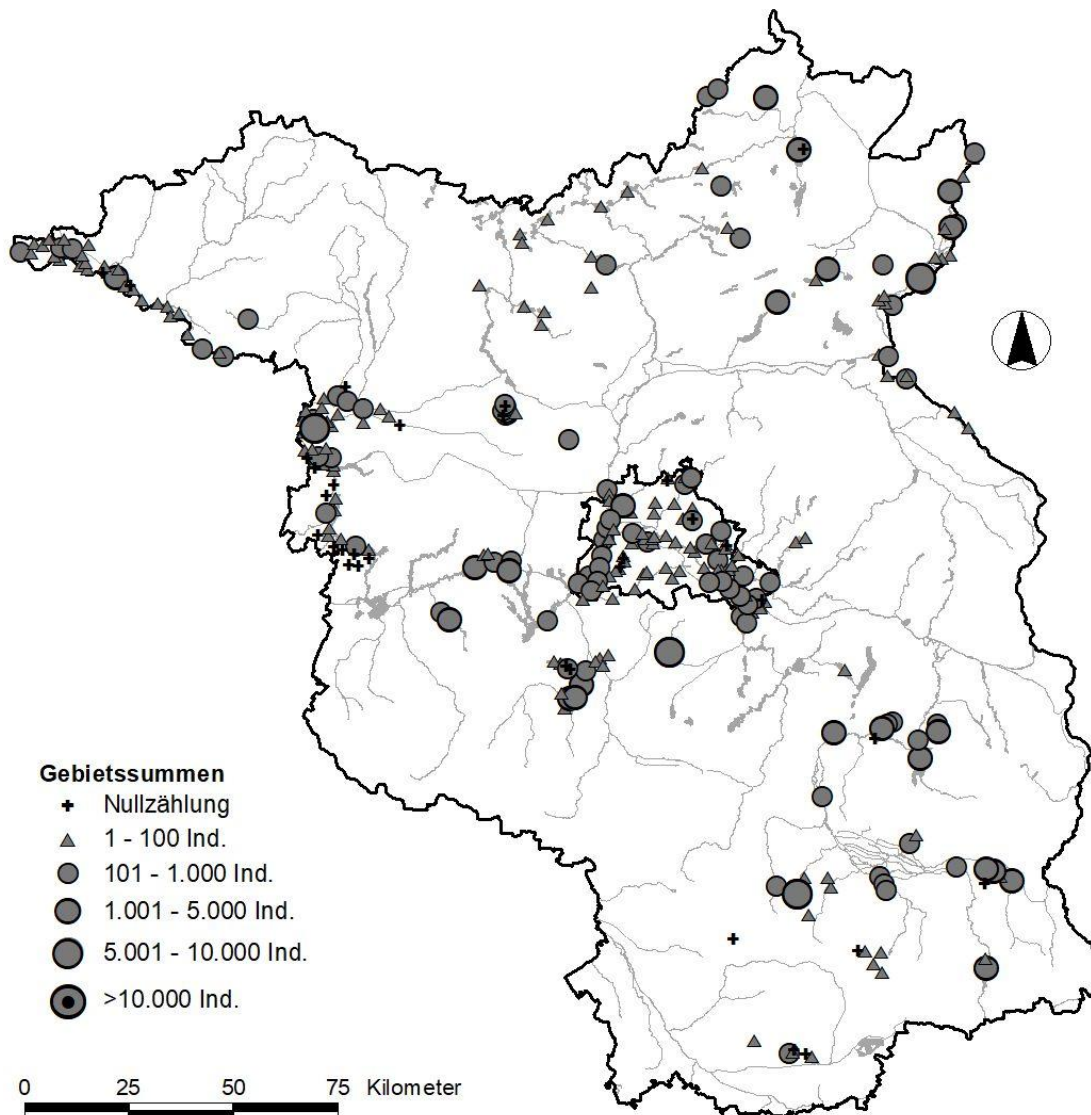 Gebietssummen
Nullzählung
1 - 100 Ind.
101 - 1.000 Ind.
1.001 - 5.000 Ind.
5.001 - 10.000 Ind.
>10.000 Ind.
0 25 50 75 Kilometer